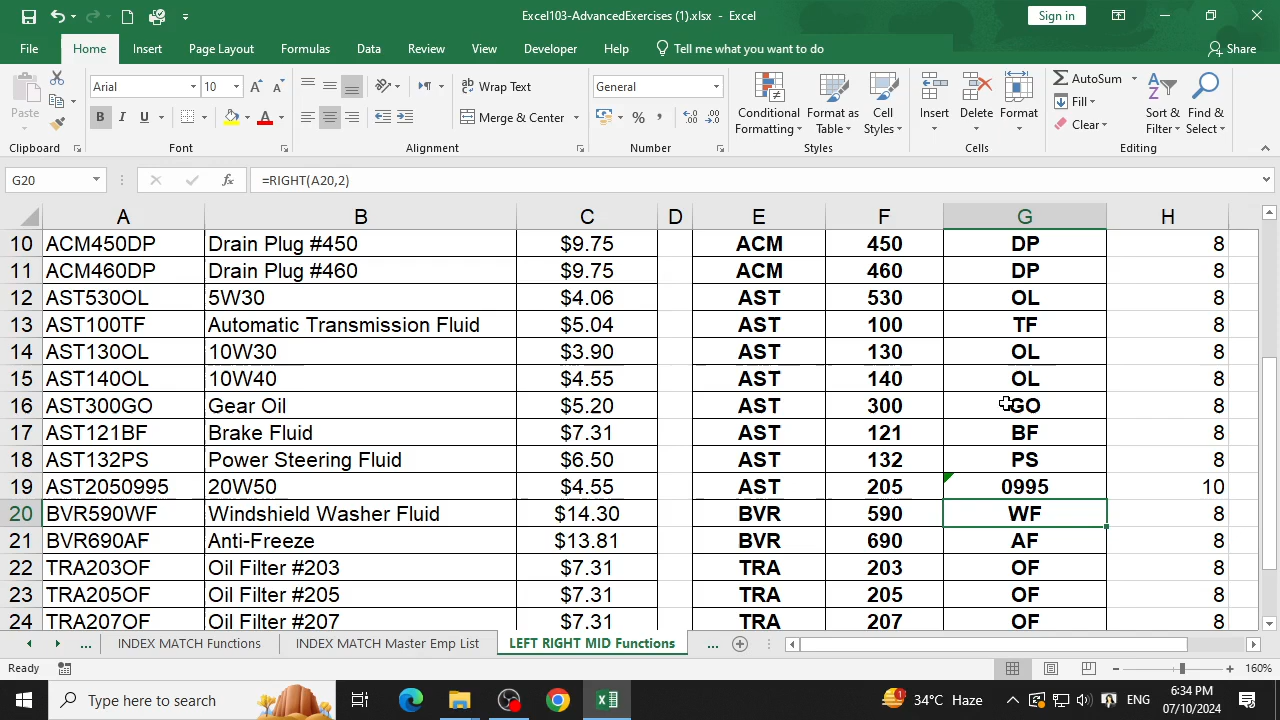 Excel103-AdvancedExercises (1).xlsx - Excel
Sign in
File Home Insert Page Layout Formulas Data Review View Developer Help Tell me what you want to do Share
Paste
Arial 10
B I U
Wrap Text
Merge & Center
General
Conditional Formatting
Format as Table
Cell Styles
Insert Delete Format
AutoSum
Fill
Clear
Sort & Filter
Find & Select
Clipboard Font Alignment Number Styles Cells Editing
G20 fx =RIGHT(A20,2)
A B C D E F G H
10 ACM450DP Drain Plug #450 $9.75 ACM 450 DP 8
11 ACM460DP Drain Plug #460 $9.75 ACM 460 DP 8
12 AST530OL 5W30 $4.06 AST 530 OL 8
13 AST100TF Automatic Transmission Fluid $5.04 AST 100 TF 8
14 AST130OL 10W30 $3.90 AST 130 OL 8
15 AST140OL 10W40 $4.55 AST 140 OL 8
16 AST300GO Gear Oil $5.20 AST 300 GO 8
17 AST121BF Brake Fluid $7.31 AST 121 BF 8
18 AST132PS Power Steering Fluid $6.50 AST 132 PS 8
19 AST2050995 20W50 $4.55 AST 205 0995 10
20 BVR590WF Windshield Washer Fluid $14.30 BVR 590 WF 8
21 BVR690AF Anti-Freeze $13.81 BVR 690 AF 8
22 TRA203OF Oil Filter #203 $7.31 TRA 203 OF 8
23 TRA205OF Oil Filter #205 $7.31 TRA 205 OF 8
24 TRA207OF Oil Filter #207 $7.31 TRA 207 OF 8
... INDEX MATCH Functions INDEX MATCH Master Emp List LEFT RIGHT MID Functions ...
Ready 160%
Type here to search 34°C Haze ENG 6:34 PM
07/10/2024